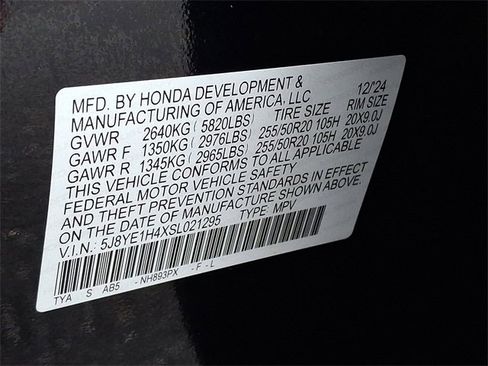 MFD. BY HONDA DEVELOPMENT & 12/'24
MANUFACTURING OF AMERICA, LLC
GVWR 2640KG ( 5820LBS) TIRE SIZE RIM SIZE
GAWR F 1350KG ( 2976LBS) 255/50R20 105H 20X9.0J
GAWR R 1345KG ( 2965LBS) 255/50R20 105H 20X9.0J
THIS VEHICLE CONFORMS TO ALL APPLICABLE
FEDERAL MOTOR VEHICLE SAFETY
AND THEFT PREVENTION STANDARDS IN EFFECT
ON THE DATE OF MANUFACTURE SHOWN ABOVE.
V.I.N.: 5J8YE1H4XSL021295 TYPE: MPV
TYA S AB5 -NH893PX -F-L